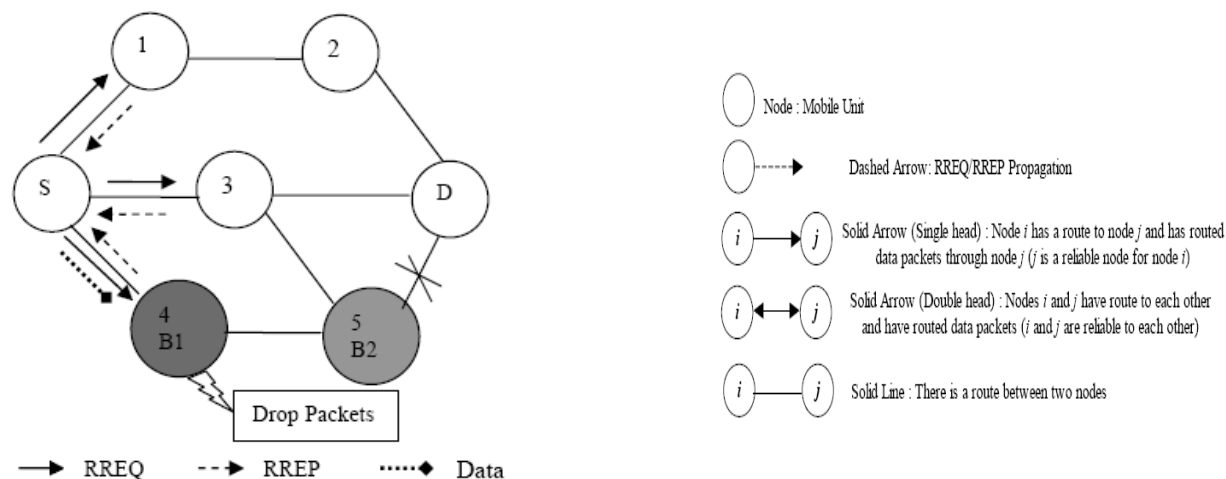 1
2
S
3
D
4
B1
5
B2
Drop Packets
RREQ RREP Data
Node : Mobile Unit
Dashed Arrow: RREQ/RREP Propagation
i j Solid Arrow (Single head) : Node i has a route to node j and has routed
data packets through node j (j is a reliable node for node i)
i j Solid Arrow (Double head) : Nodes i and j have route to each other
and have routed data packets (i and j are reliable to each other)
i j Solid Line : There is a route between two nodes